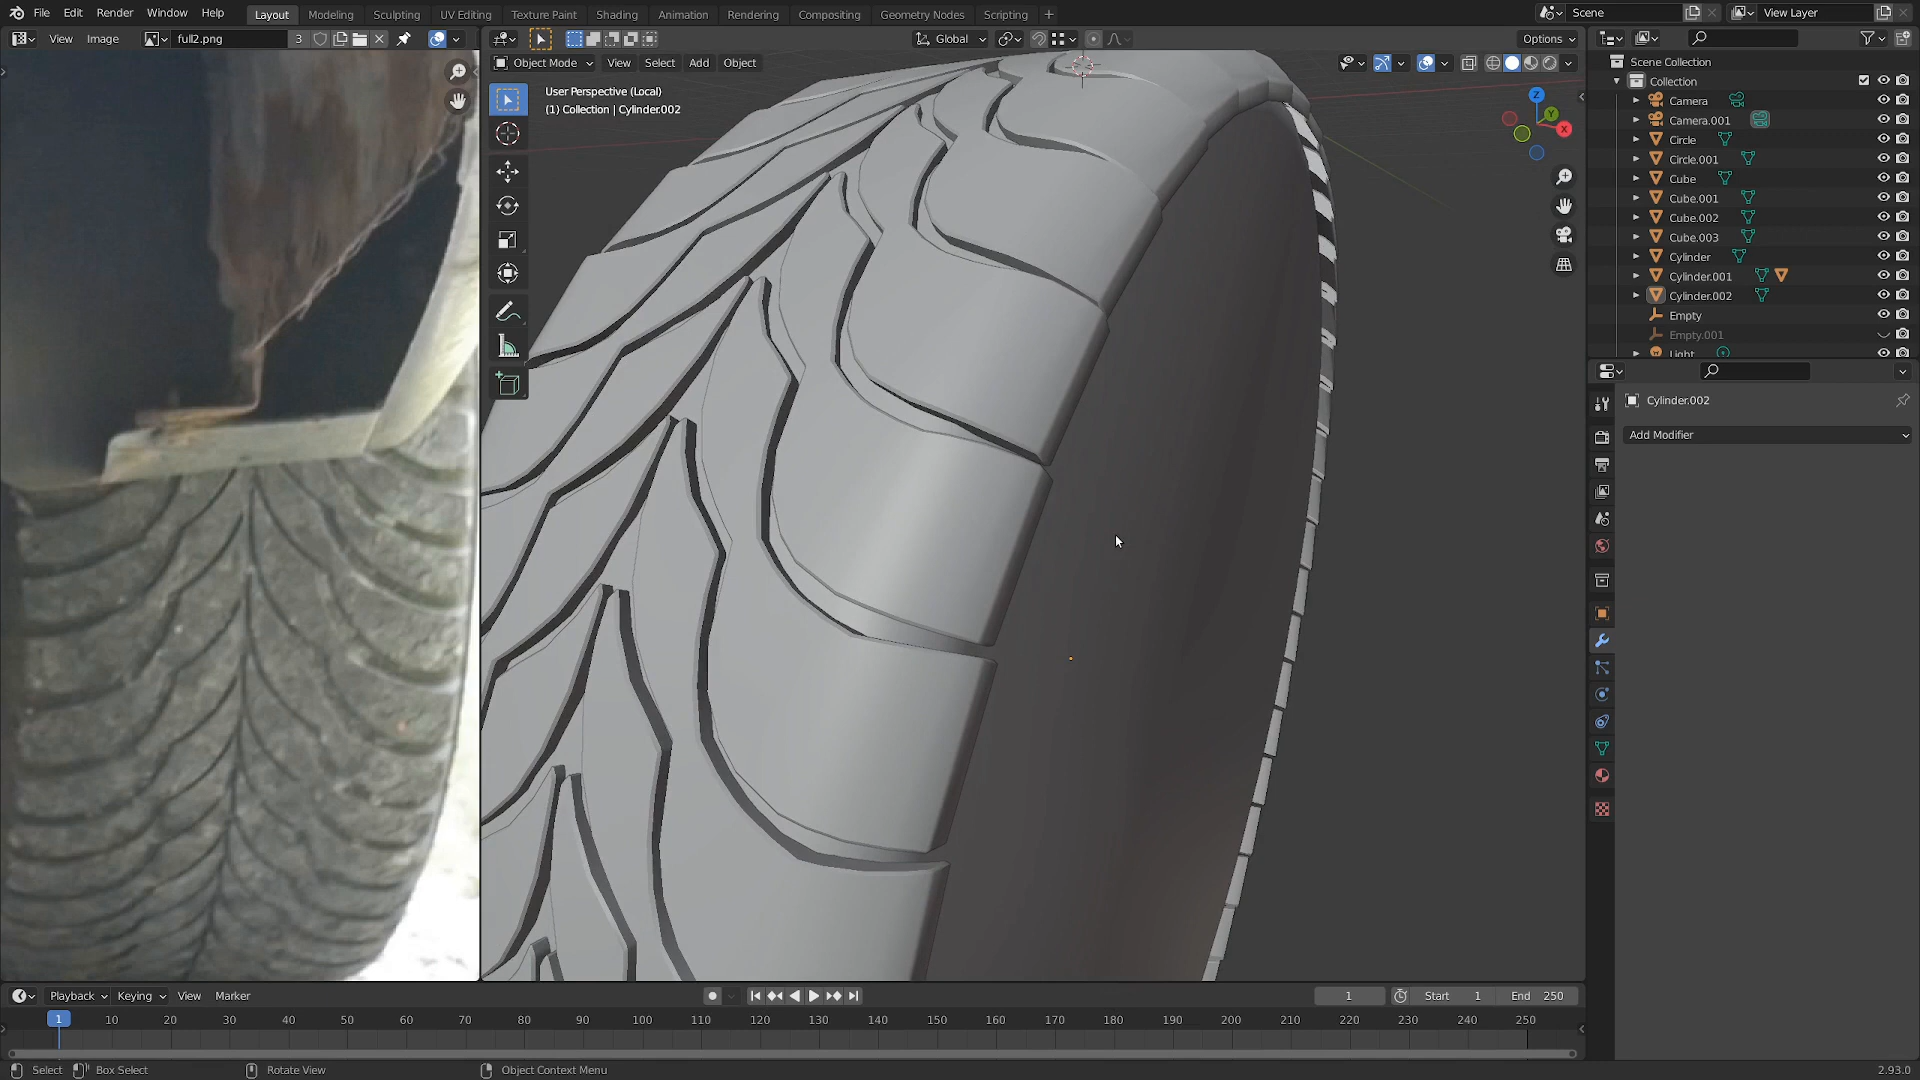 File Edit Render Window Help Layout Modeling Sculpting UV Editing Texture Paint Shading Animation Rendering Compositing Geometry Nodes Scripting + Scene View Layer
View Image full2.png 3 Global Options
Object Mode View Select Add Object
User Perspective (Local)
(1) Collection | Cylinder.002
Z
Y
X
Scene Collection
Collection
Camera
Camera.001
Circle
Circle.001
Cube
Cube.001
Cube.002
Cube.003
Cylinder
Cylinder.001
Cylinder.002
Empty
Empty.001
Light
Cylinder.002
Add Modifier
Playback Keying View Marker 1 Start 1 End 250
1 10 20 30 40 50 60 70 80 90 100 110 120 130 140 150 160 170 180 190 200 210 220 230 240 250
Select Box Select Rotate View Object Context Menu 2.93.0